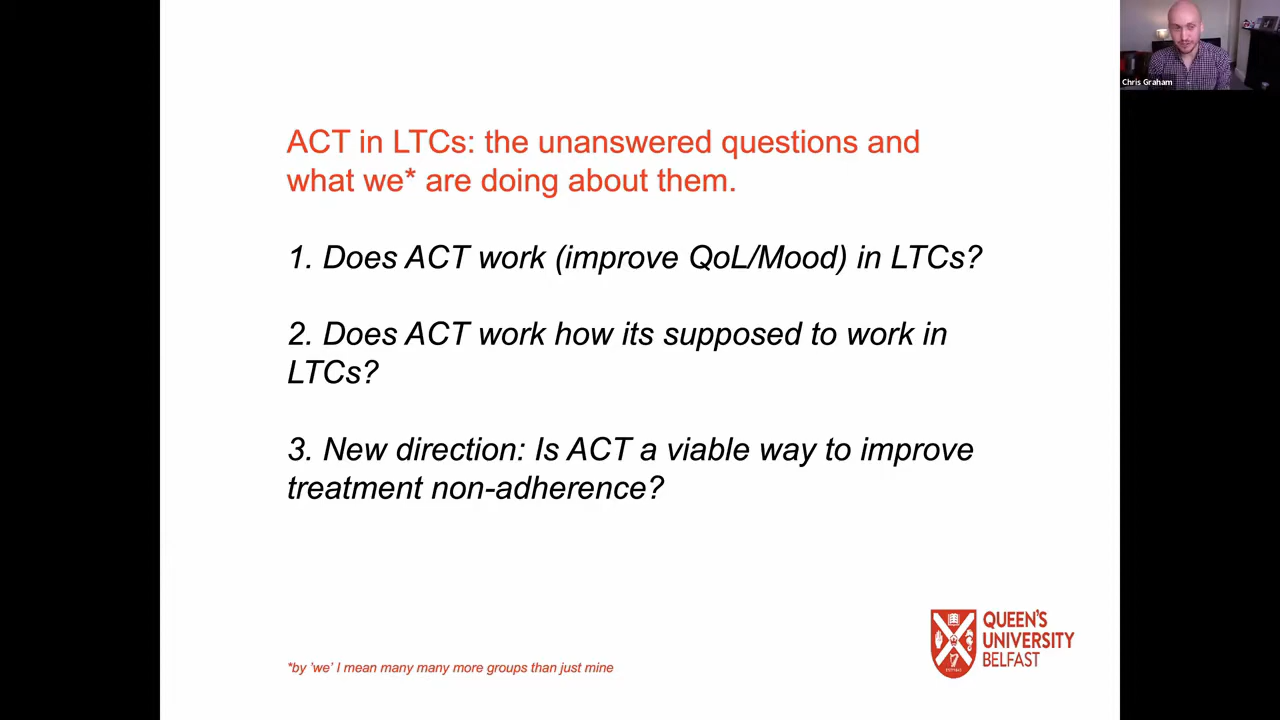 Chris Graham
ACT in LTCs: the unanswered questions and
what we* are doing about them.
1. Does ACT work (improve QoL/Mood) in LTCs?
2. Does ACT work how its supposed to work in
LTCs?
3. New direction: Is ACT a viable way to improve
treatment non-adherence?
QUEEN'S
UNIVERSITY
BELFAST
*by 'we' I mean many many more groups than just mine